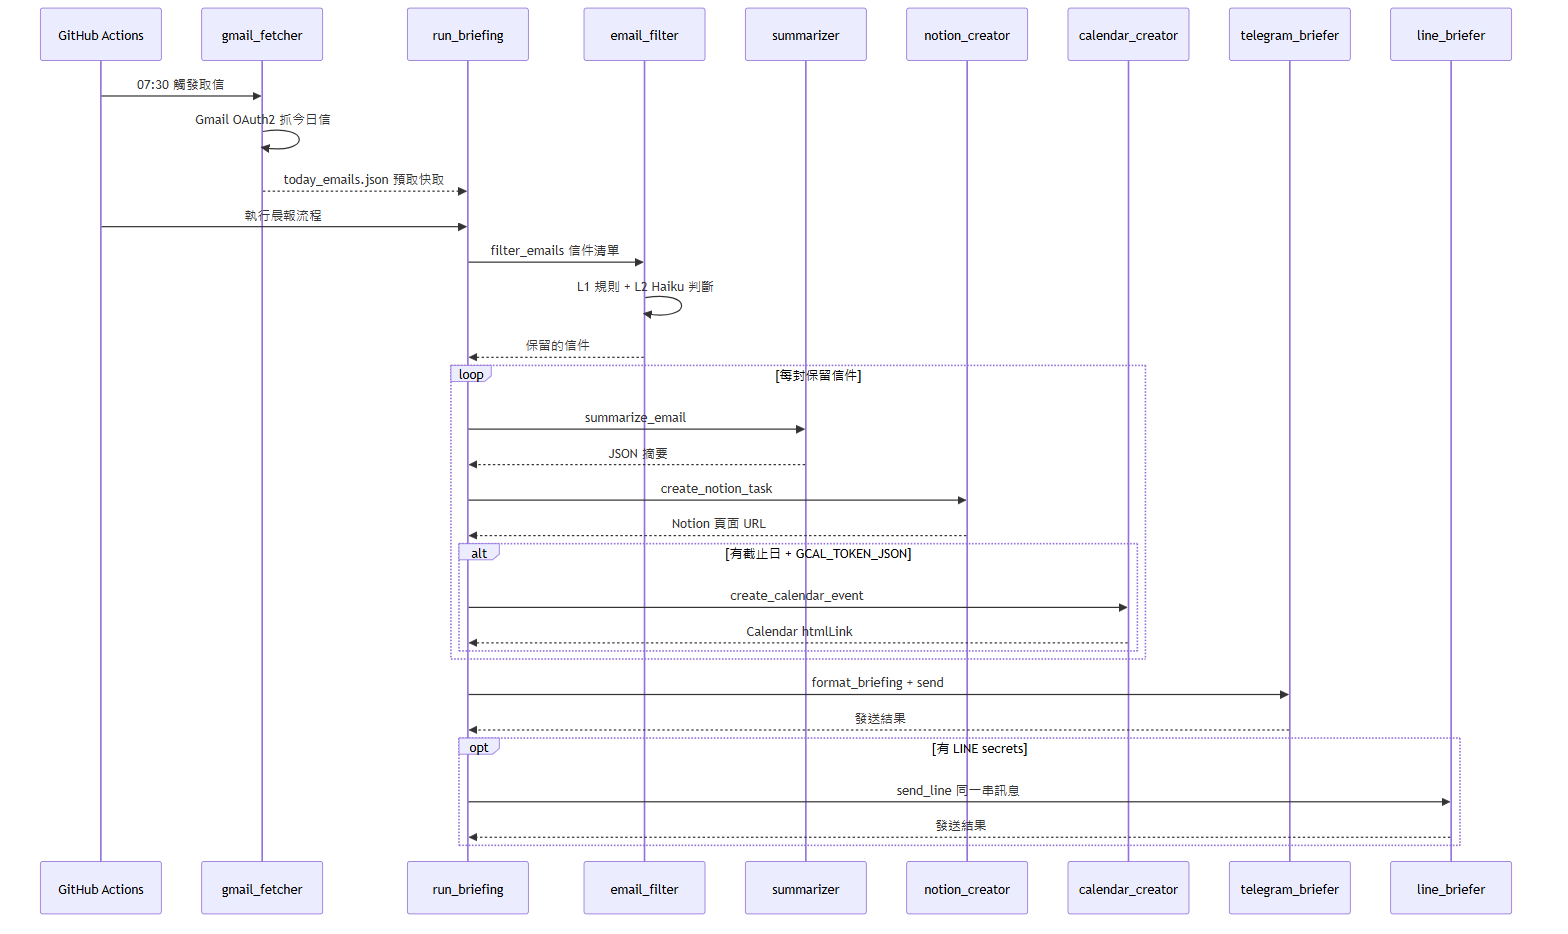 GitHub Actions
gmail_fetcher
run_briefing
email_filter
summarizer
notion_creator
calendar_creator
telegram_briefer
line_briefer
07:30 觸發取信
Gmail OAuth2 抓今日信
today_emails.json 預取快取
執行晨報流程
filter_emails 信件清單
L1 規則 + L2 Haiku 判斷
保留的信件
loop
[每封保留信件]
summarize_email
JSON 摘要
create_notion_task
Notion 頁面 URL
alt
[有截止日 + GCAL_TOKEN_JSON]
create_calendar_event
Calendar htmlLink
format_briefing + send
發送結果
opt
[有 LINE secrets]
send_line 同一串訊息
發送結果
GitHub Actions
gmail_fetcher
run_briefing
email_filter
summarizer
notion_creator
calendar_creator
telegram_briefer
line_briefer